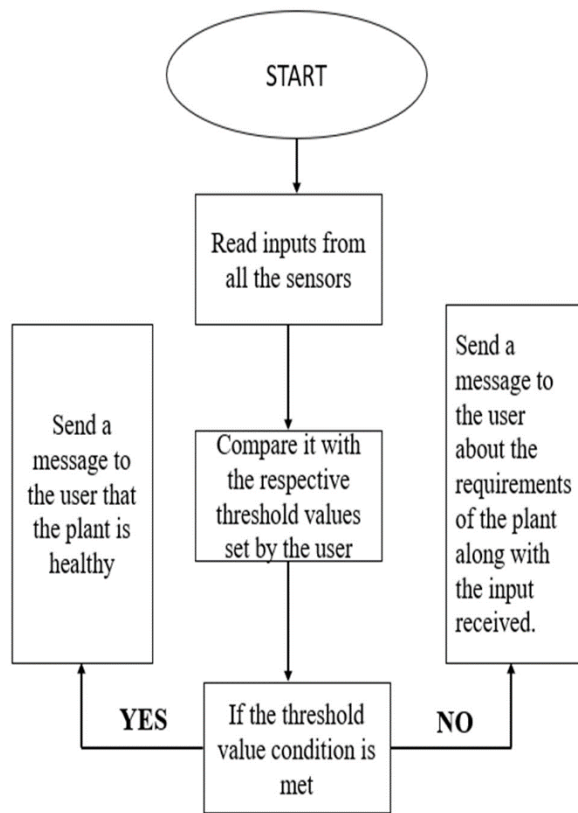 START
Read inputs from
all the sensors
Compare it with
the respective
threshold values
set by the user
If the threshold
value condition is
met
YES
Send a
message to
the user that
the plant is
healthy
NO
Send a
message to
the user
about the
requirements
of the plant
along with
the input
received.